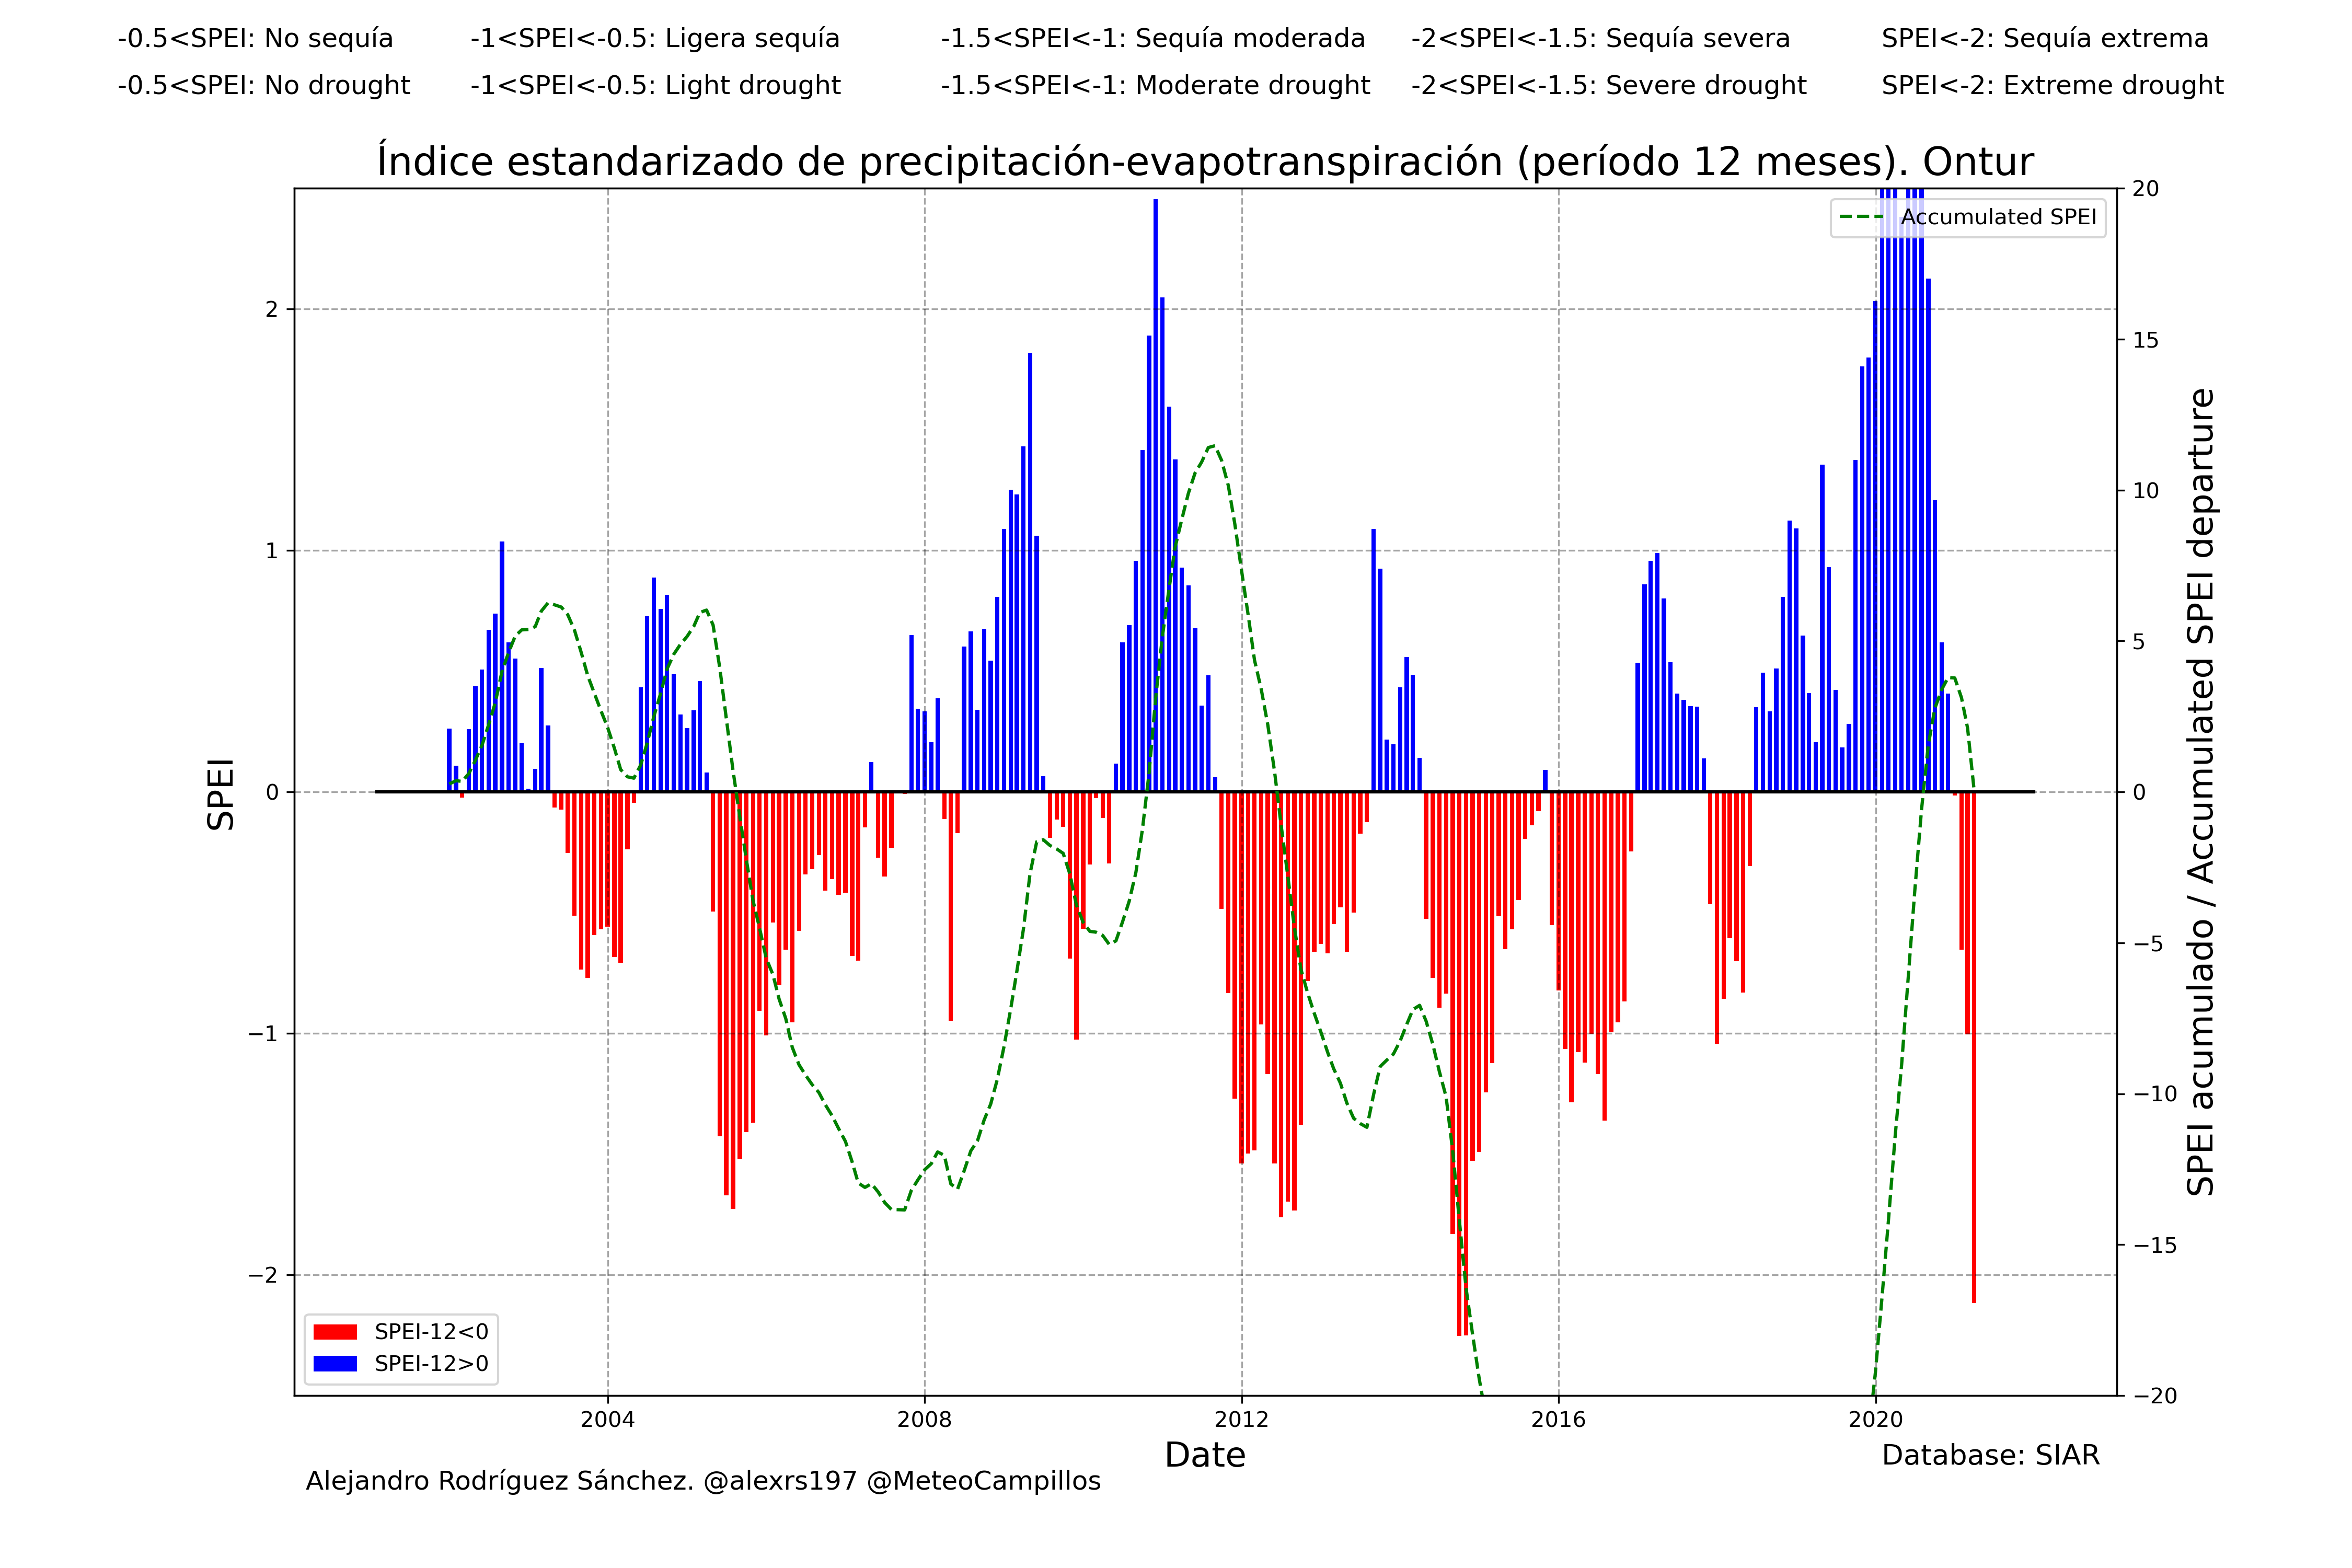 -0.5<SPEI: No sequía -1<SPEI<-0.5: Ligera sequía -1.5<SPEI<-1: Sequía moderada -2<SPEI<-1.5: Sequía severa SPEI<-2: Sequía extrema
-0.5<SPEI: No drought -1<SPEI<-0.5: Light drought -1.5<SPEI<-1: Moderate drought -2<SPEI<-1.5: Severe drought SPEI<-2: Extreme drought
Índice estandarizado de precipitación-evapotranspiración (período 12 meses). Ontur
Accumulated SPEI
SPEI
2
1
0
−1
−2
20
15
10
5
0
−5
−10
−15
−20
SPEI acumulado / Accumulated SPEI departure
SPEI-12<0
SPEI-12>0
2004 2008 2012 2016 2020
Date
Database: SIAR
Alejandro Rodríguez Sánchez. @alexrs197 @MeteoCampillos